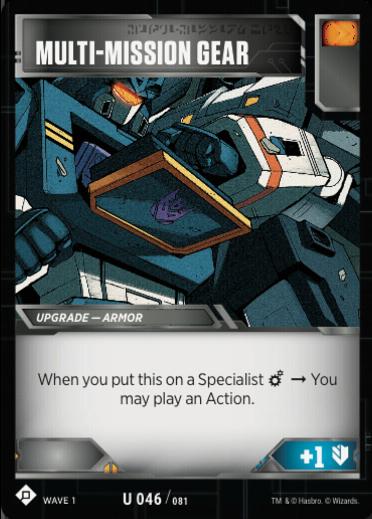 MULTI-MISSION GEAR
UPGRADE — ARMOR
When you put this on a Specialist → You
may play an Action.
+1
WAVE 1 U 046 / 081 TM & © Hasbro. © Wizards.